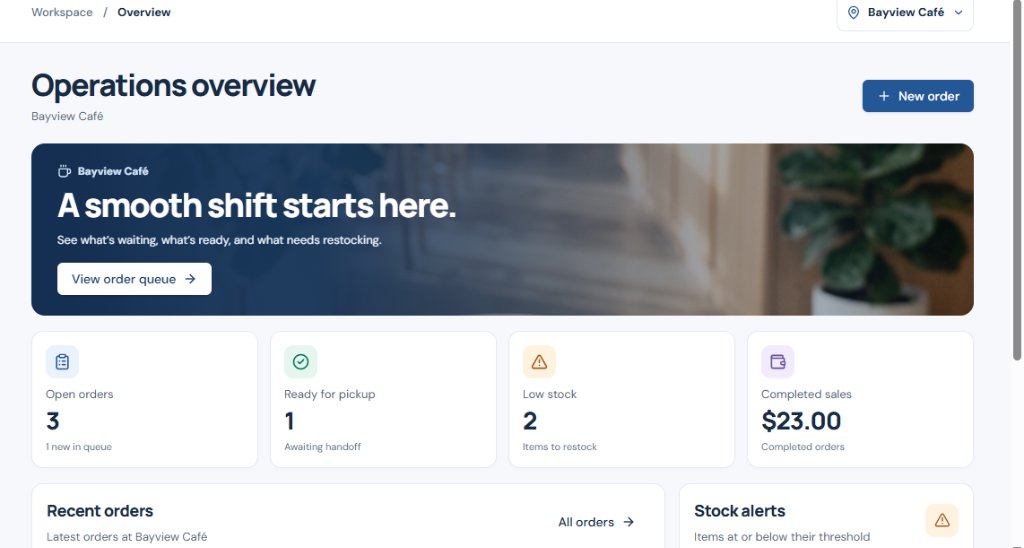 Workspace / Overview
Bayview Café
Operations overview
Bayview Café
New order
Bayview Café
A smooth shift starts here.
See what's waiting, what's ready, and what needs restocking.
View order queue
Open orders
3
1 new in queue
Ready for pickup
1
Awaiting handoff
Low stock
2
Items to restock
Completed sales
$23.00
Completed orders
Recent orders
Latest orders at Bayview Café
All orders
Stock alerts
Items at or below their threshold